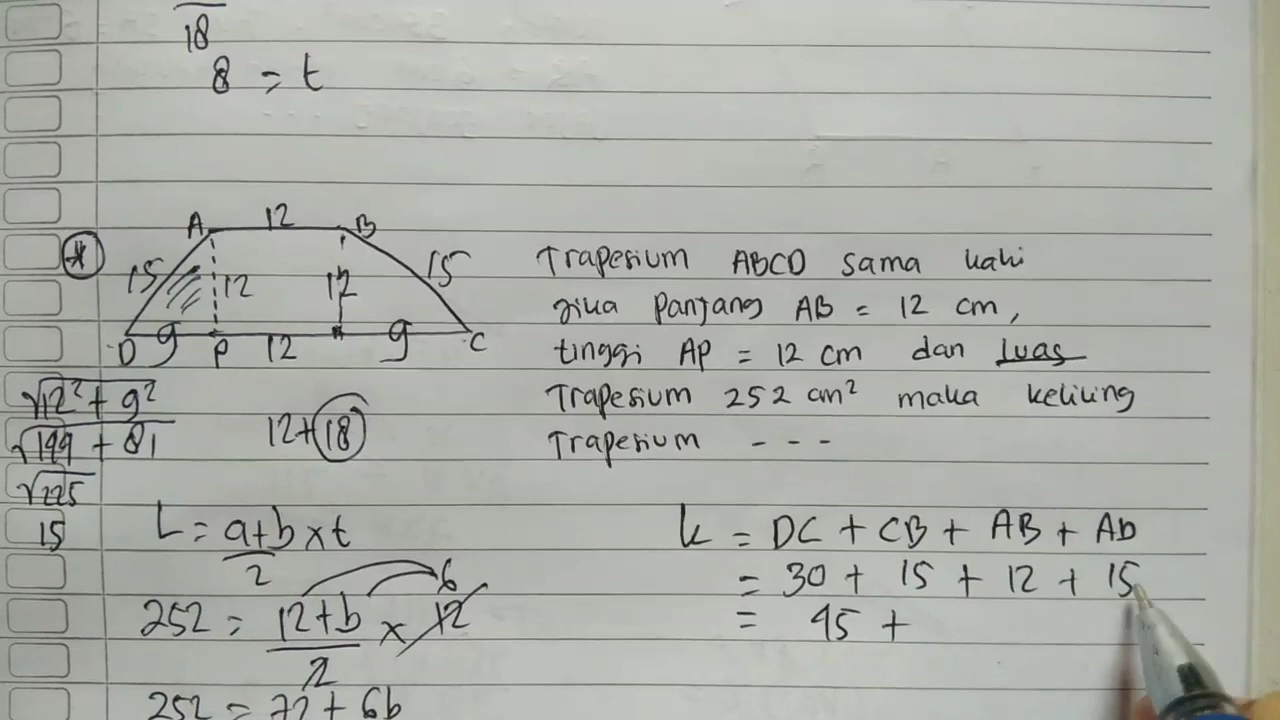 18
8 = t
A 12 B
15 12 12 15
D 9 P 12 9 C
Trapesium ABCD sama kaki
jika Panjang AB = 12 cm,
tinggi AP = 12 cm dan Luas
Trapesium 252 cm² maka keliling
Trapesium ---
√12² + 9²
√144 + 81
√225
15
12+18
L = a+b x t
2
252 = 12+b x 12
6
2
252 = 72 + 6b
k = DC + CB + AB + AD
= 30 + 15 + 12 + 15
= 45 +